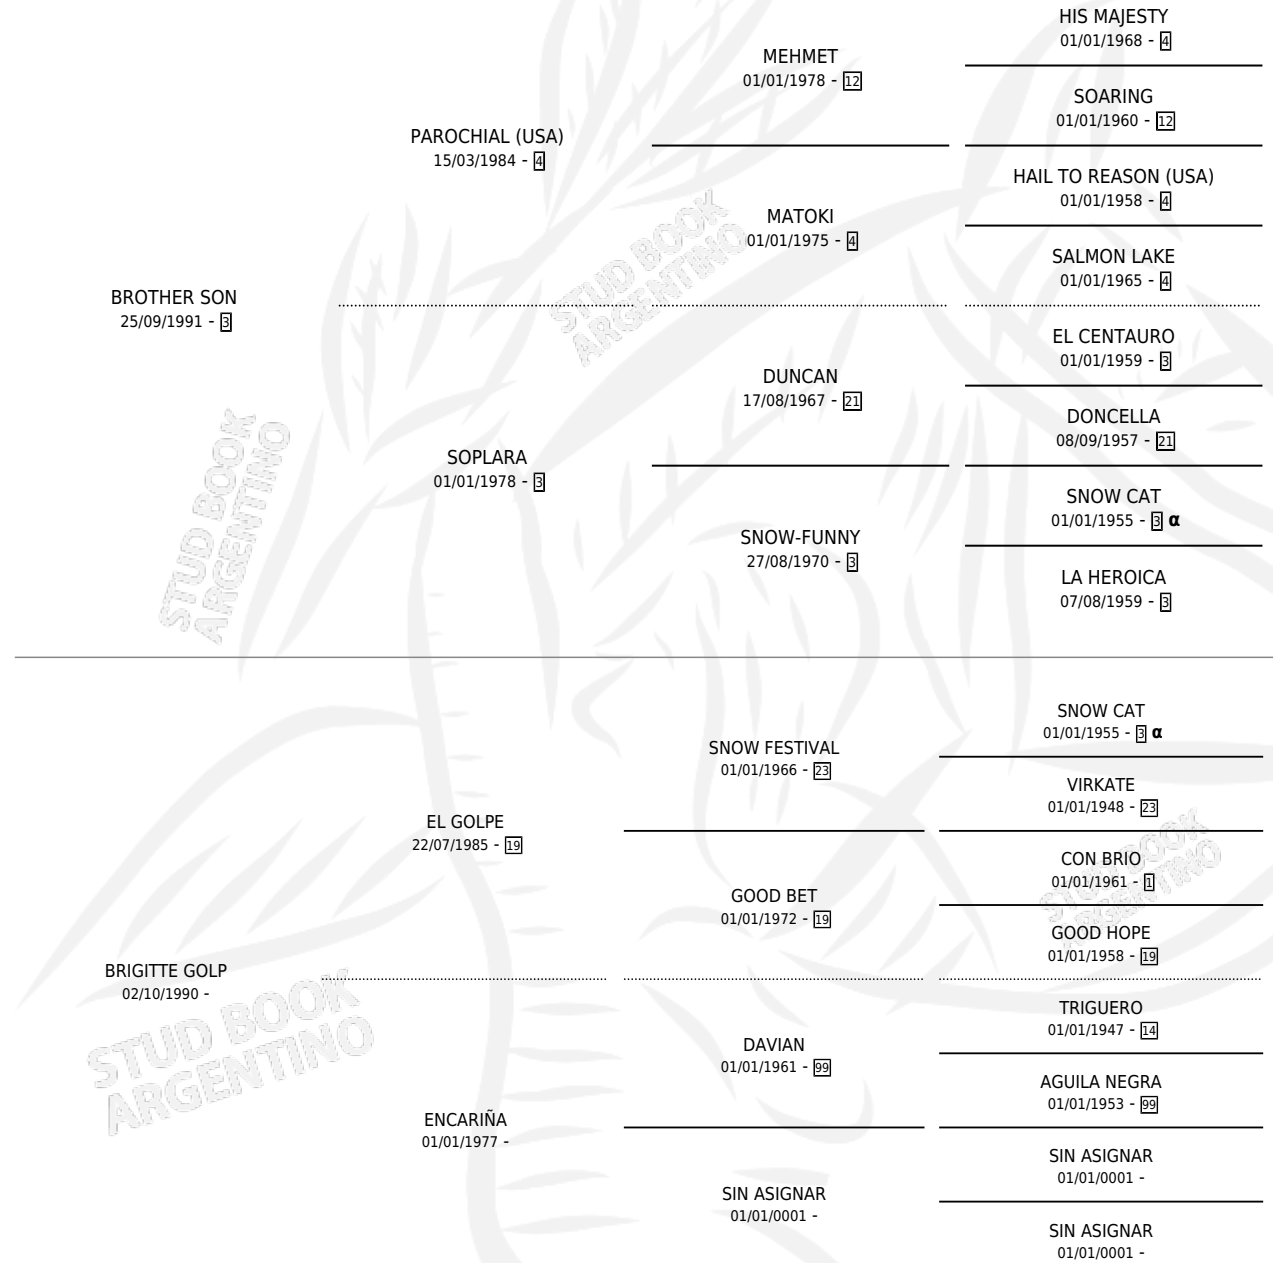 HIS MAJESTY
01/01/1968 - 4
MEHMET
01/01/1978 - 12
SOARING
01/01/1960 - 12
PAROCHIAL (USA)
15/03/1984 - 4
HAIL TO REASON (USA)
01/01/1958 - 4
MATOKI
01/01/1975 - 4
SALMON LAKE
01/01/1965 - 4
BROTHER SON
25/09/1991 - 3
EL CENTAURO
01/01/1959 - 3
DUNCAN
17/08/1967 - 21
DONCELLA
08/09/1957 - 21
SOPLARA
01/01/1978 - 3
SNOW CAT
01/01/1955 - 3 α
SNOW-FUNNY
27/08/1970 - 3
LA HEROICA
07/08/1959 - 3
STUD BOOK
ARGENTINO
STUD BOOK
ARGENTINO
SNOW CAT
01/01/1955 - 3 α
SNOW FESTIVAL
01/01/1966 - 23
VIRKATE
01/01/1948 - 23
EL GOLPE
22/07/1985 - 19
CON BRIO
01/01/1961 - 1
GOOD BET
01/01/1972 - 19
GOOD HOPE
01/01/1958 - 19
BRIGITTE GOLP
02/10/1990 -
TRIGUERO
01/01/1947 - 14
DAVIAN
01/01/1961 - 99
AGUILA NEGRA
01/01/1953 - 99
ENCARIÑA
01/01/1977 -
SIN ASIGNAR
01/01/0001 -
SIN ASIGNAR
01/01/0001 -
SIN ASIGNAR
01/01/0001 -
STUD BOOK
ARGENTINO
STUD BOOK
ARGENTINO